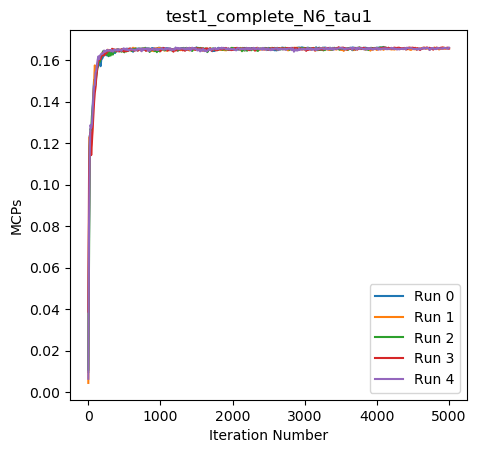 test1_complete_N6_tau1
MCPs
0.16
0.14
0.12
0.10
0.08
0.06
0.04
0.02
0.00
0
1000
2000
3000
4000
5000
Iteration Number
Run 0
Run 1
Run 2
Run 3
Run 4